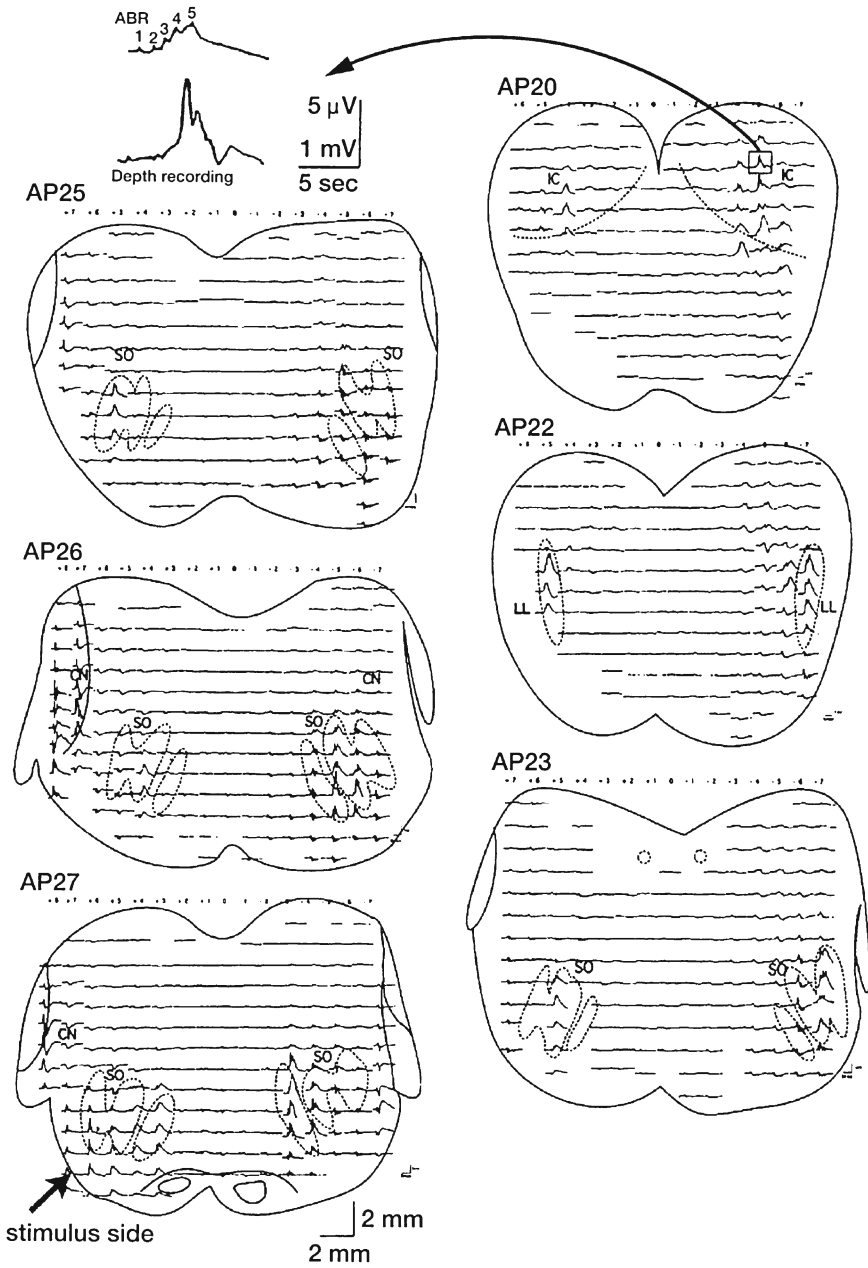 ABR
1 2 3 4 5
5 µV
1 mV
5 sec
Depth recording
AP20
IC
IC
AP25
SO
SO
AP22
LL
LL
AP26
CN
CN
SO
SO
AP23
SO
SO
AP27
CN
SO
SO
stimulus side
2 mm
2 mm